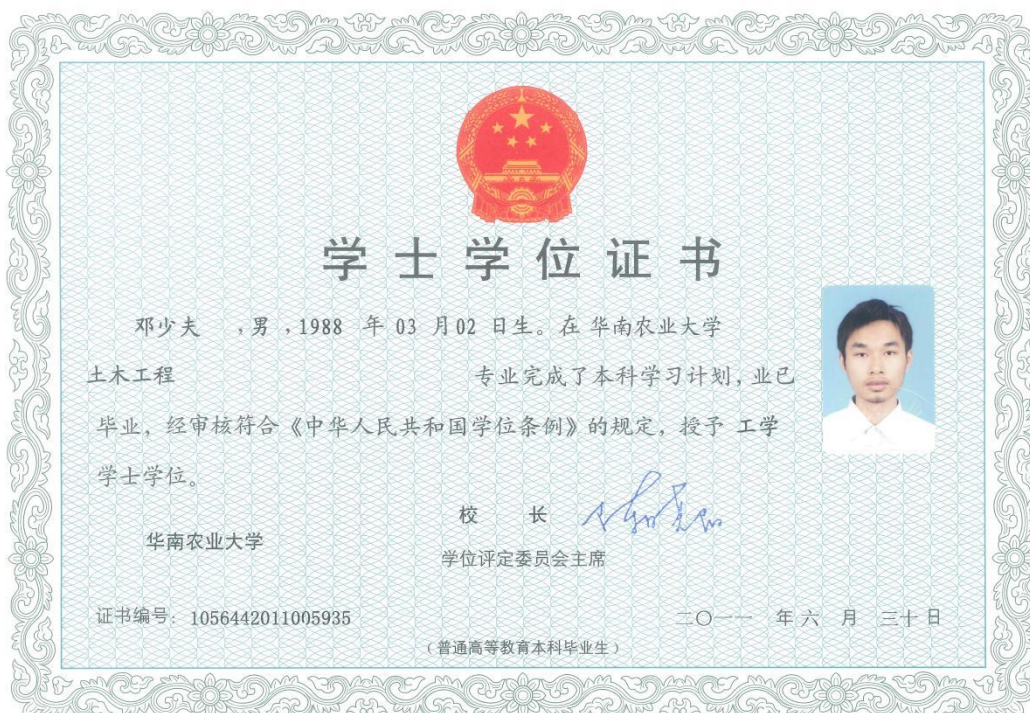 学士学位证书
邓少夫 ,男,1988 年 03 月02 日生。在 华南农业大学
土木工程 专业完成了本科学习计划,业已
毕业,经审核符合《中华人民共和国学位条例》的规定,授予 工学
学士学位。
校 长
华南农业大学
学位评定委员会主席
证书编号:1056442011005935
二〇一一 年 六 月 三十 日
(普通高等教育本科毕业生)